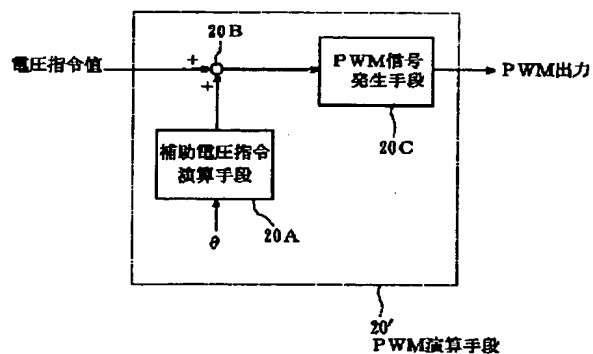 20B
電圧指令値
+
+
PWM信号
発生手段
PWM出力
20C
補助電圧指令
演算手段
θ
20A
20′
PWM演算手段